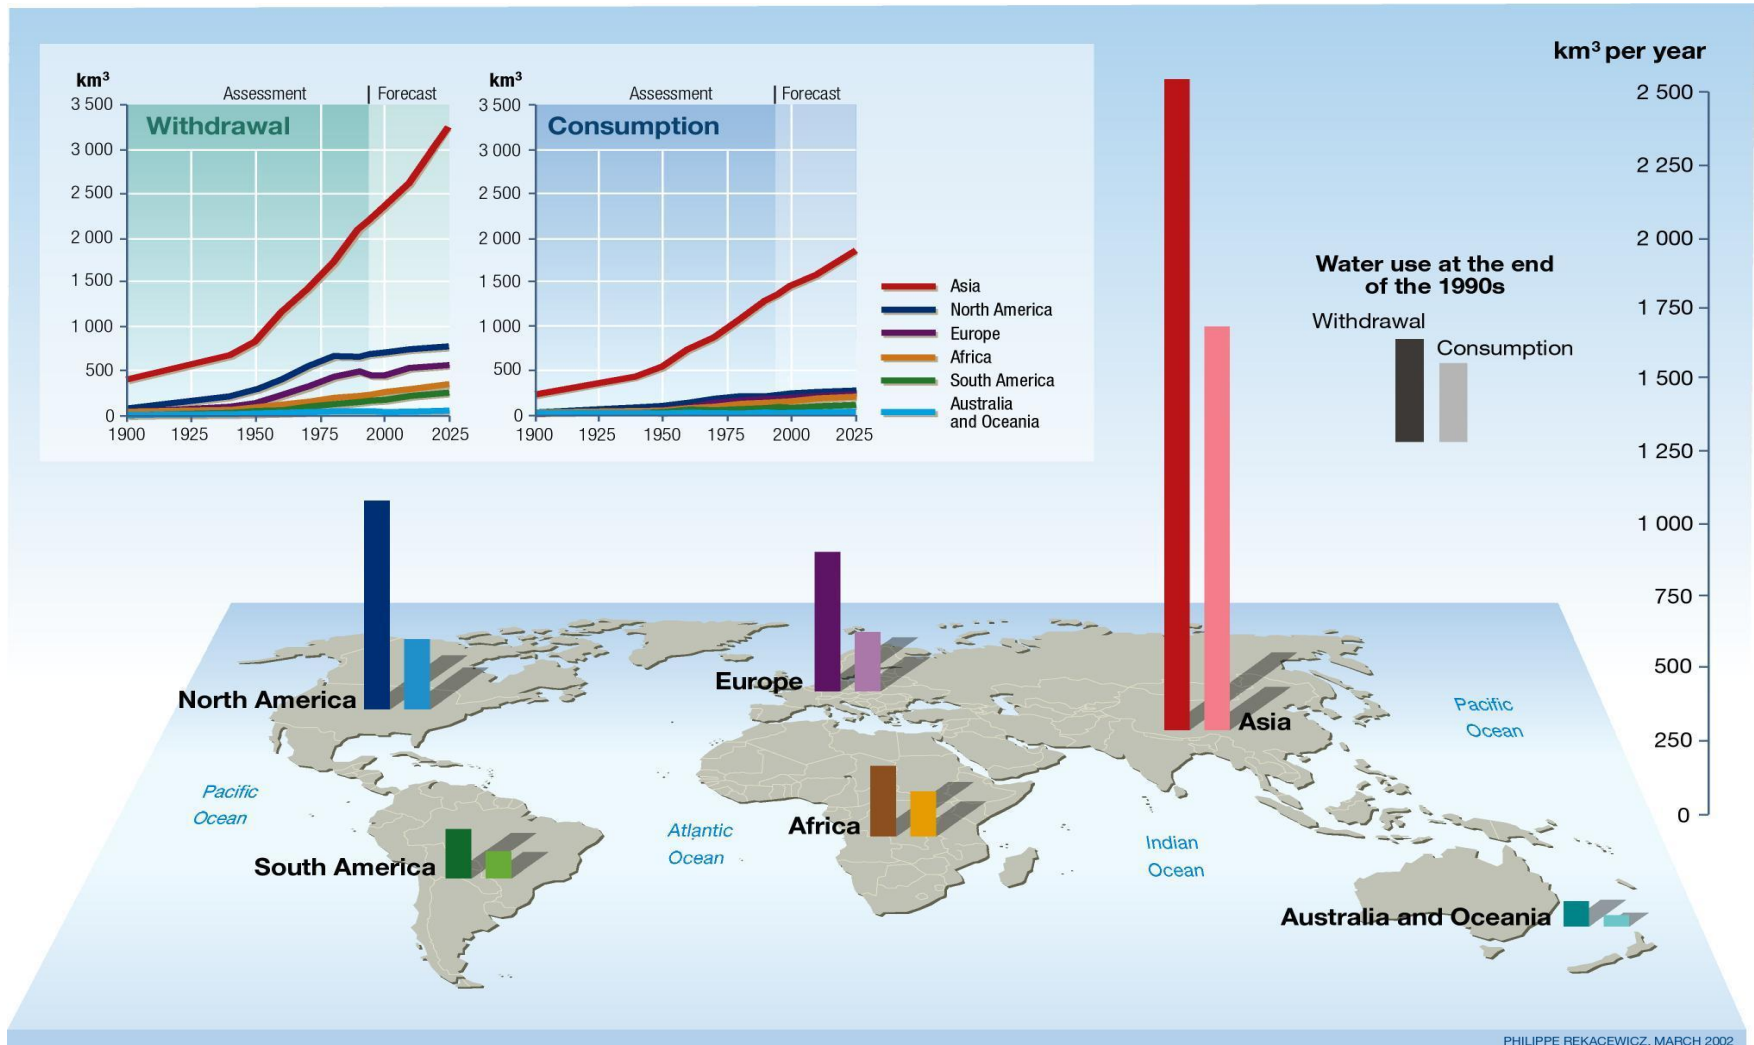 km³
Assessment
Forecast
Withdrawal
3 500
3 000
2 500
2 000
1 500
1 000
500
0
1900
1925
1950
1975
2000
2025
km³
Assessment
Forecast
Consumption
3 500
3 000
2 500
2 000
1 500
1 000
500
0
1900
1925
1950
1975
2000
2025
Asia
North America
Europe
Africa
South America
Australia
and Oceania
km³ per year
2 500
2 250
2 000
1 750
1 500
1 250
1 000
750
500
250
0
Water use at the end
of the 1990s
Withdrawal
Consumption
North America
Europe
Asia
Pacific
Ocean
Pacific
Ocean
Africa
Atlantic
Ocean
South America
Indian
Ocean
Australia and Oceania
PHILIPPE REKACEWICZ, MARCH 2002